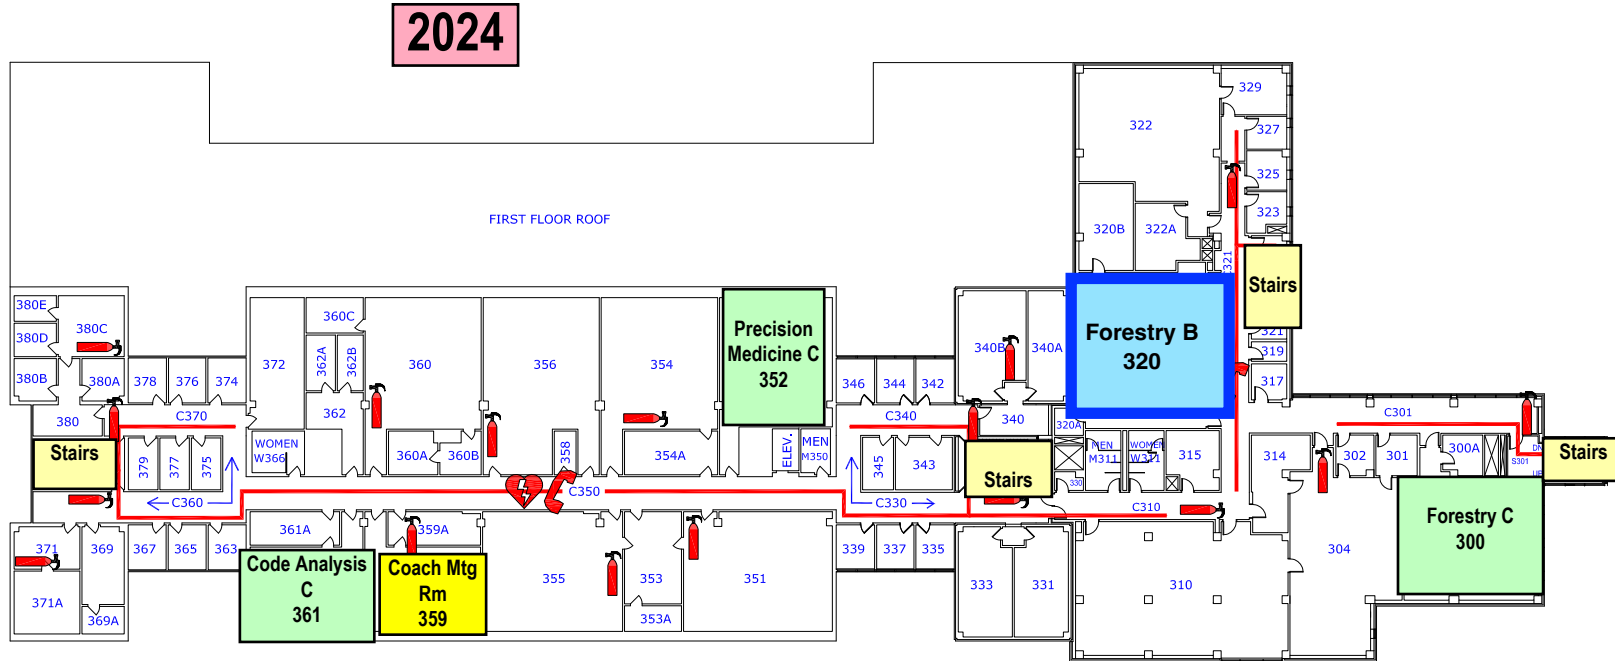 2024
329
322
327
325
323
320B
322A
FIRST FLOOR ROOF
C321
Stairs
380E
380C
380D
380B
380A
378
376
374
372
360C
362A
362B
360
356
354
Precision
Medicine C
352
346
344
342
340B
340A
Forestry B
320
321
319
317
380
C370
362
C340
340
320A
C301
Stairs
379
377
375
WOMEN
W366
360A
360B
358
354A
ELEV.
MEN
M350
345
343
Stairs
MEN
M311
WOMEN
W311
315
330
314
302
301
300A
DN
S301
UP
Stairs
C360
C350
C330
C310
371
369
367
365
363
361A
359A
355
353
351
339
337
335
333
331
310
304
Forestry C
300
371A
369A
Code Analysis
C
361
Coach Mtg
Rm
359
353A